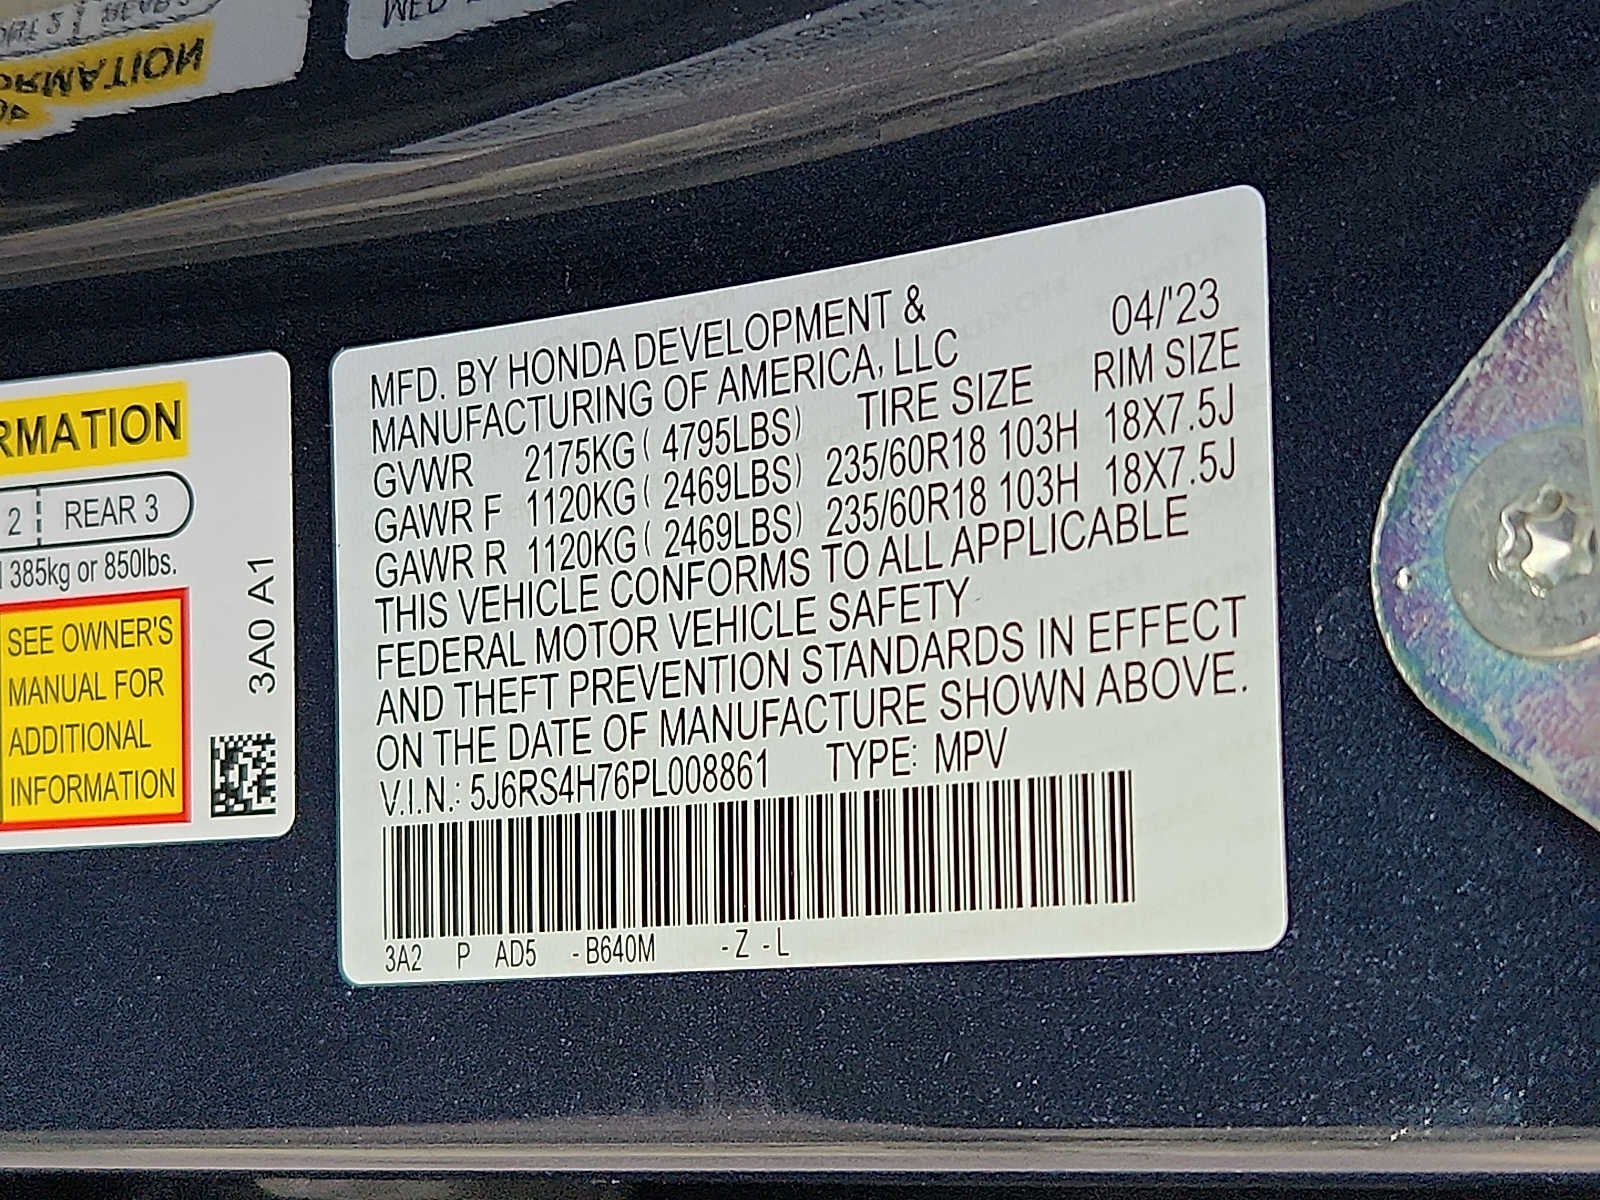 MFD. BY HONDA DEVELOPMENT &
MANUFACTURING OF AMERICA, LLC 04/'23
TIRE SIZE RIM SIZE
GVWR 2175KG ( 4795LBS)
GAWR F 1120KG ( 2469LBS) 235/60R18 103H 18X7.5J
GAWR R 1120KG ( 2469LBS) 235/60R18 103H 18X7.5J
THIS VEHICLE CONFORMS TO ALL APPLICABLE
FEDERAL MOTOR VEHICLE SAFETY
AND THEFT PREVENTION STANDARDS IN EFFECT
ON THE DATE OF MANUFACTURE SHOWN ABOVE.
V.I.N.: 5J6RS4H76PL008861 TYPE: MPV
3A2 P AD5 -B640M -Z -L
RMATION
2 REAR 3
385kg or 850lbs.
SEE OWNER'S
MANUAL FOR
ADDITIONAL
INFORMATION
3A0 A1